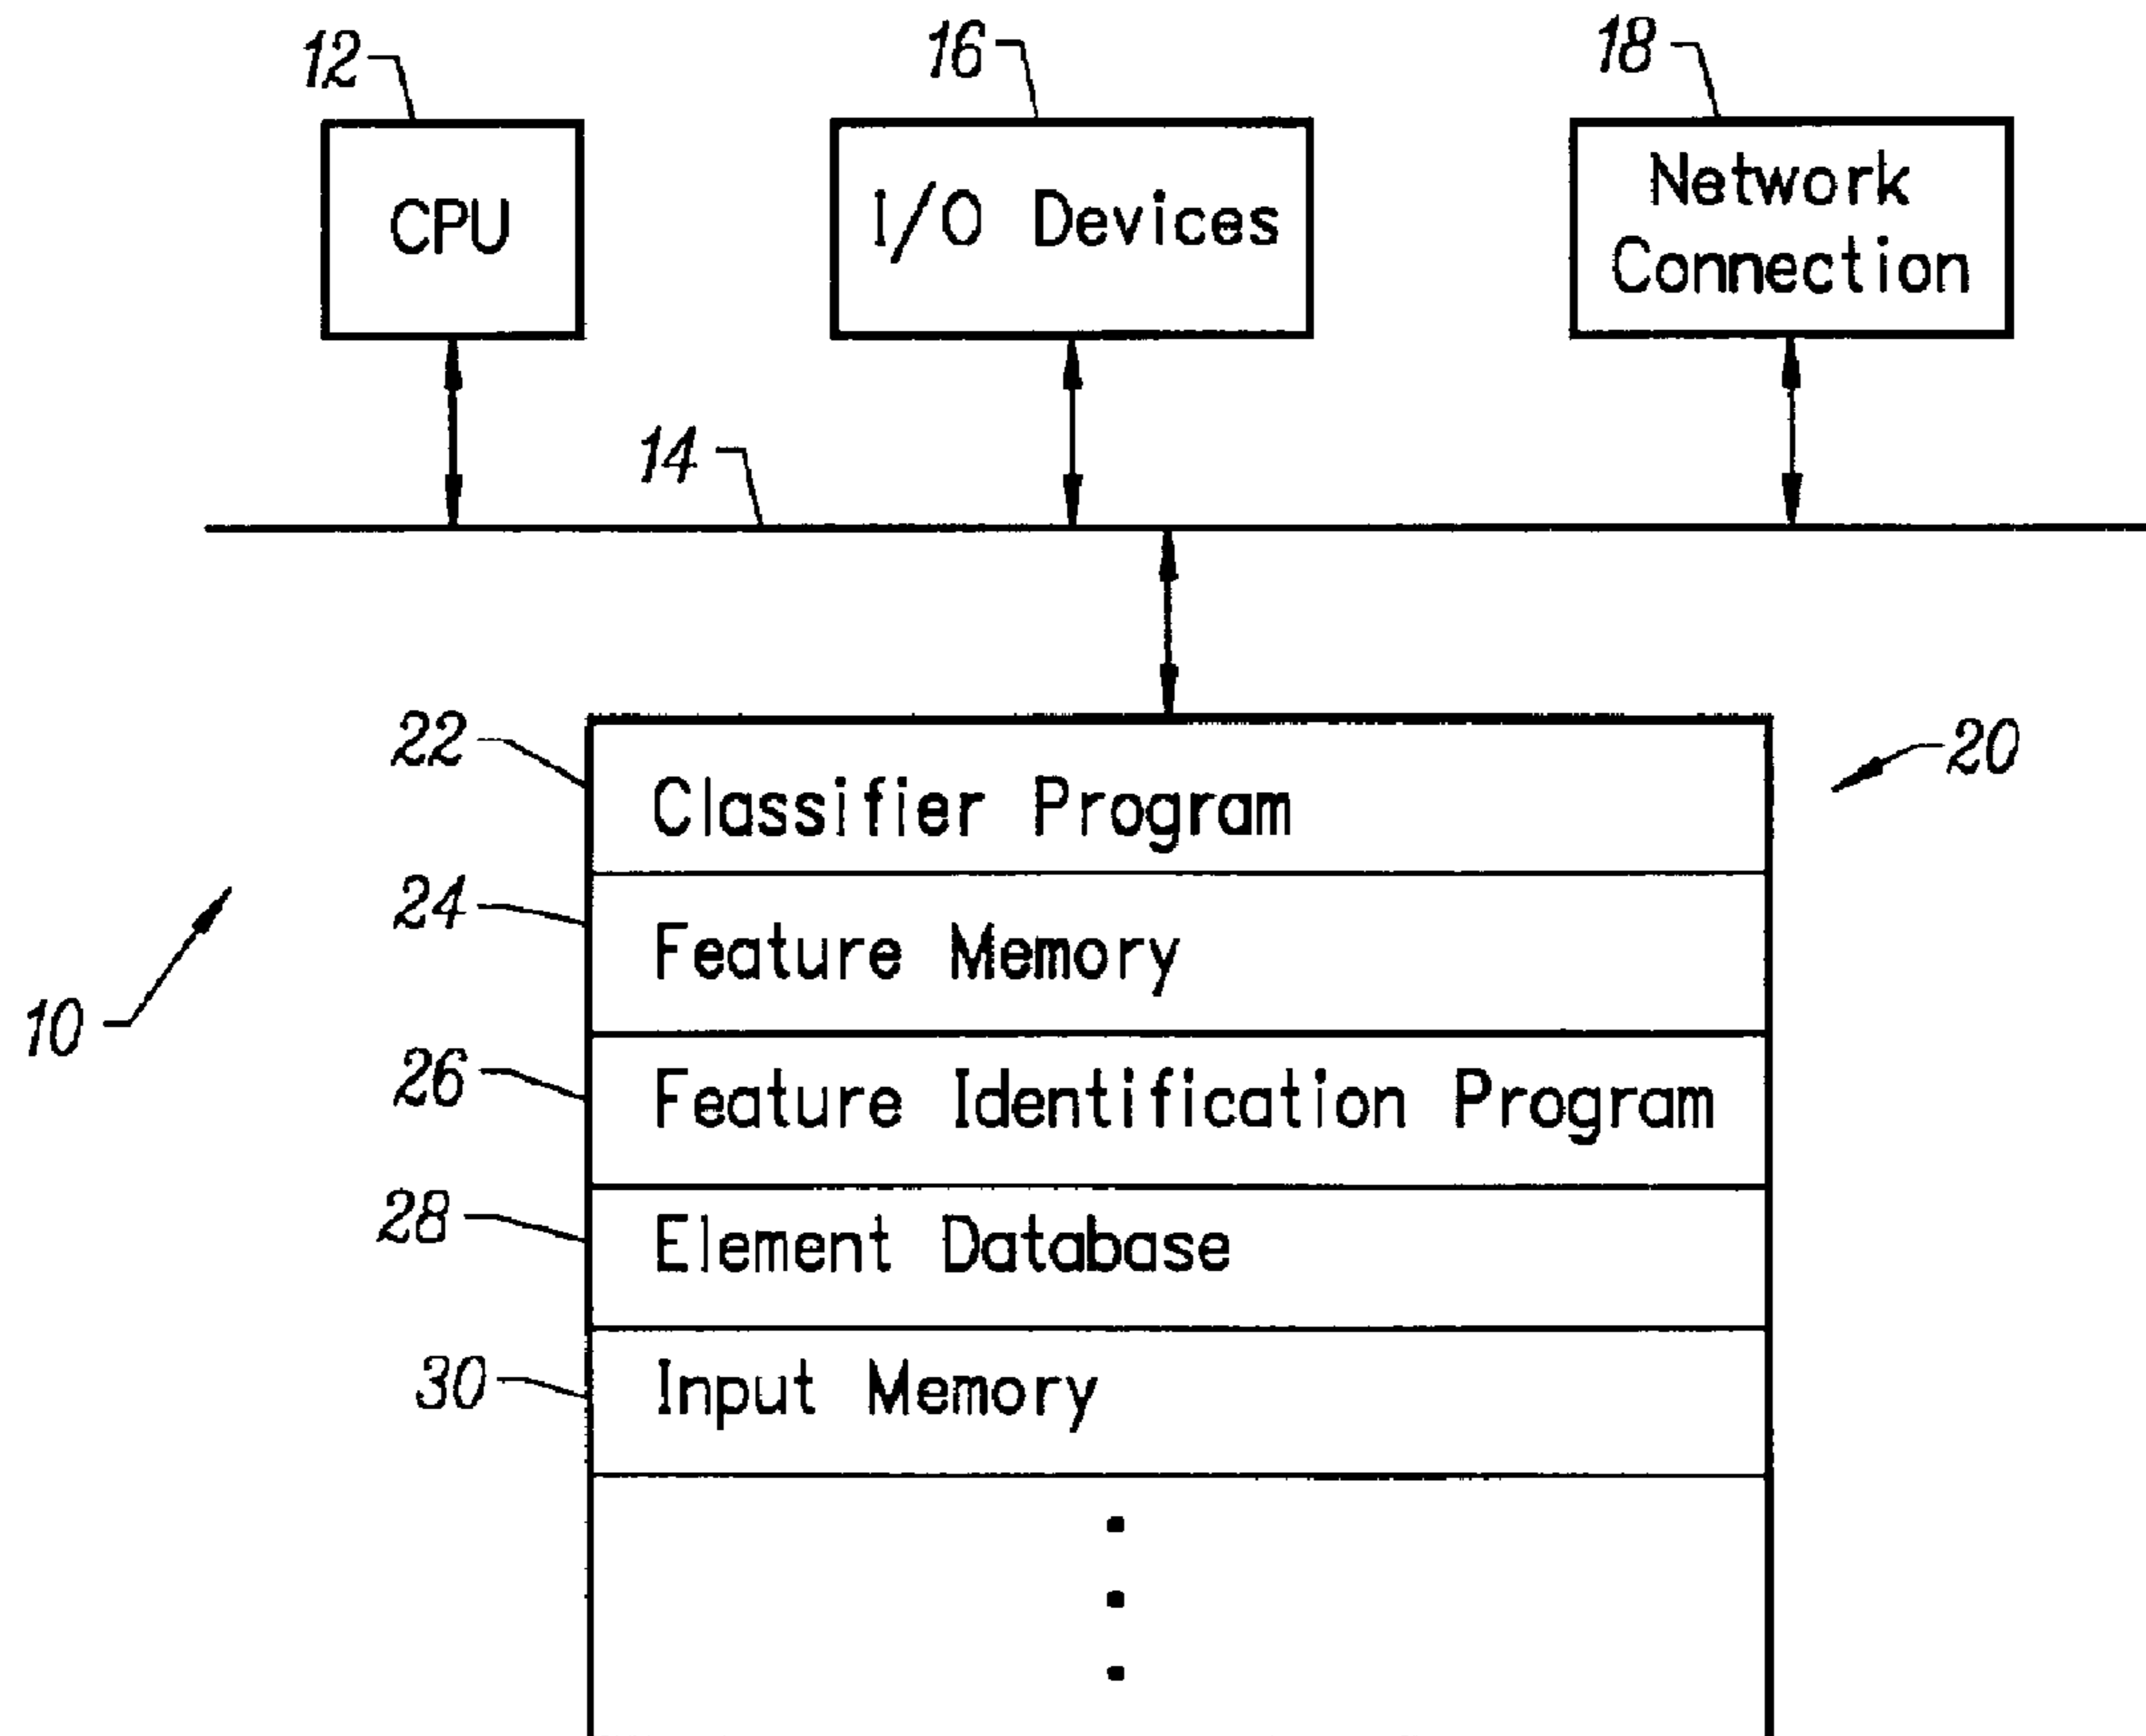 12
16
18
CPU
I/O Devices
Network
Connection
14
22
20
Classifier Program
24
Feature Memory
10
26
Feature Identification Program
28
Element Database
30
Input Memory